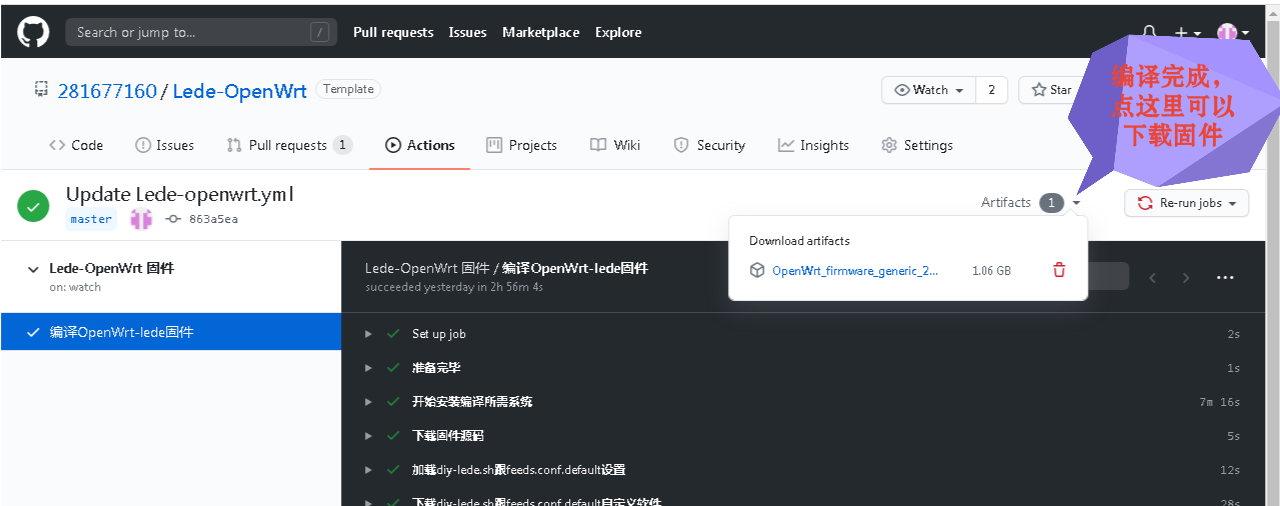 Search or jump to...
/
Pull requests Issues Marketplace Explore
281677160 / Lede-OpenWrt Template
Watch 2 Star
编译完成，
点这里可以
下载固件
Code Issues Pull requests 1 Actions Projects Wiki Security Insights Settings
Update Lede-openwrt.yml
master 863a5ea
Artifacts 1
Re-run jobs
Download artifacts
OpenWrt_firmware_generic_2... 1.06 GB
Lede-OpenWrt 固件
on: watch
编译OpenWrt-lede固件
Lede-OpenWrt 固件 / 编译OpenWrt-lede固件
succeeded yesterday in 2h 56m 4s
Set up job 2s
准备完毕 1s
开始安装编译所需系统 7m 16s
下载固件源码 5s
加载diy-lede.sh跟feeds.conf.default设置 12s
下载diy-lede.sh跟feeds.conf.default自定义软件 28s